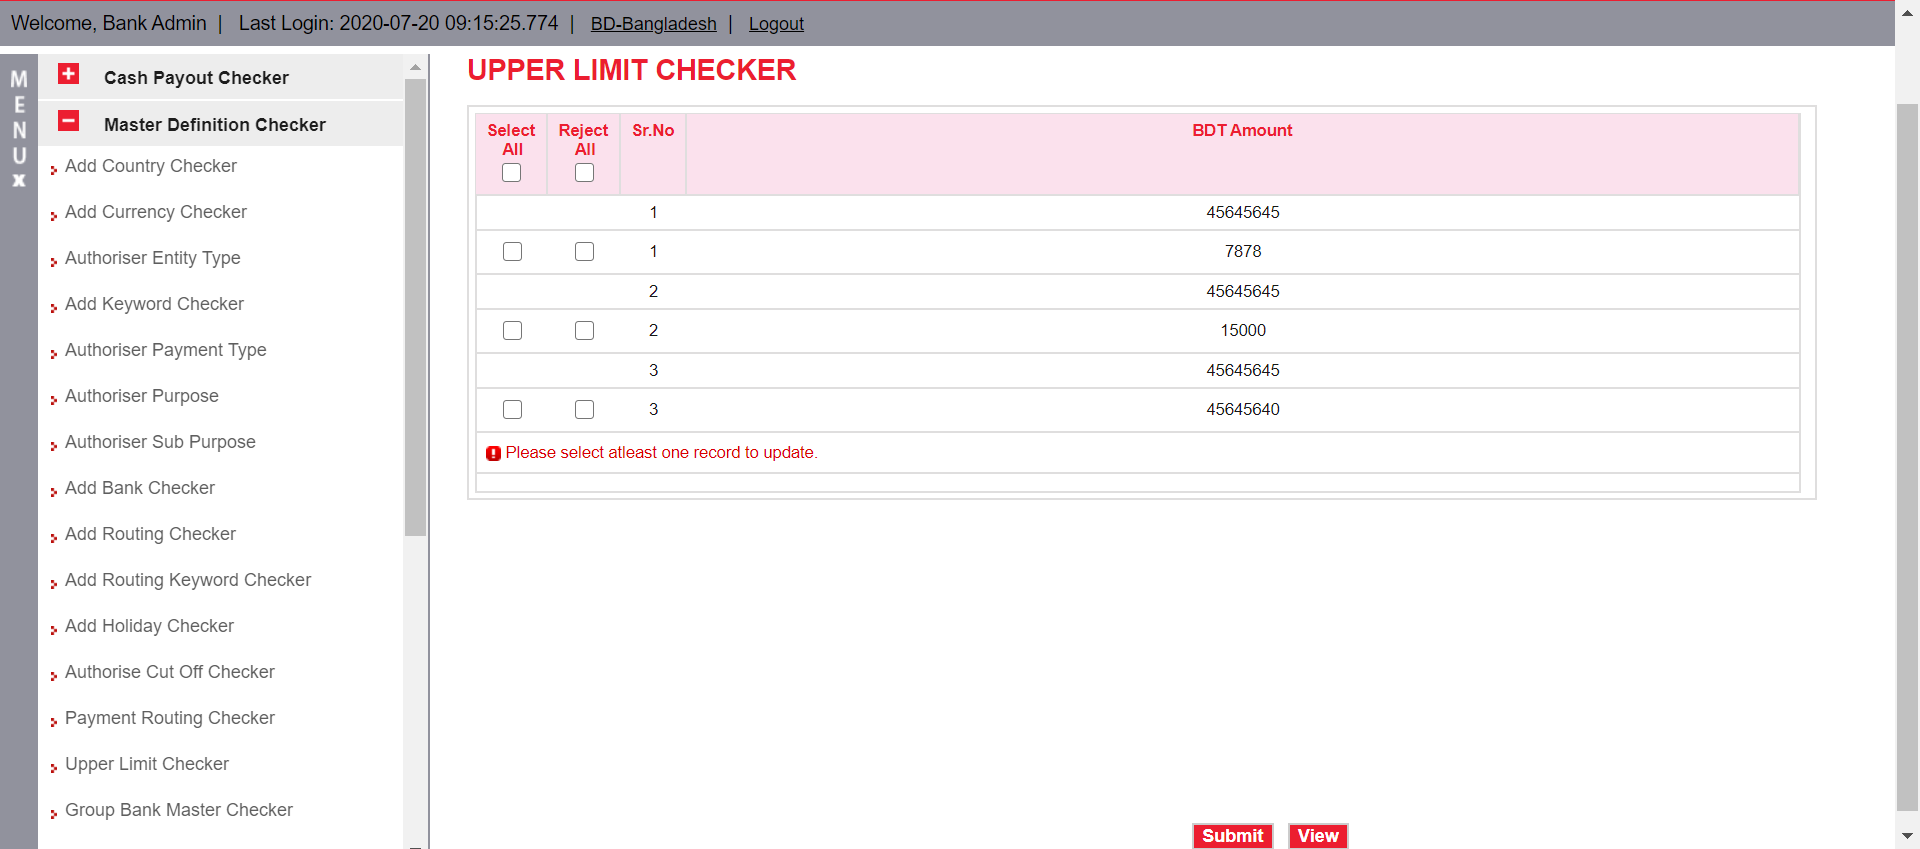 Welcome, Bank Admin | Last Login: 2020-07-20 09:15:25.774 | BD-Bangladesh | Logout
MENU X
Cash Payout Checker
Master Definition Checker
Add Country Checker
Add Currency Checker
Authoriser Entity Type
Add Keyword Checker
Authoriser Payment Type
Authoriser Purpose
Authoriser Sub Purpose
Add Bank Checker
Add Routing Checker
Add Routing Keyword Checker
Add Holiday Checker
Authorise Cut Off Checker
Payment Routing Checker
Upper Limit Checker
Group Bank Master Checker
UPPER LIMIT CHECKER
Select All Reject All Sr.No BDT Amount
1 45645645
1 7878
2 45645645
2 15000
3 45645645
3 45645640
Please select atleast one record to update.
Submit View